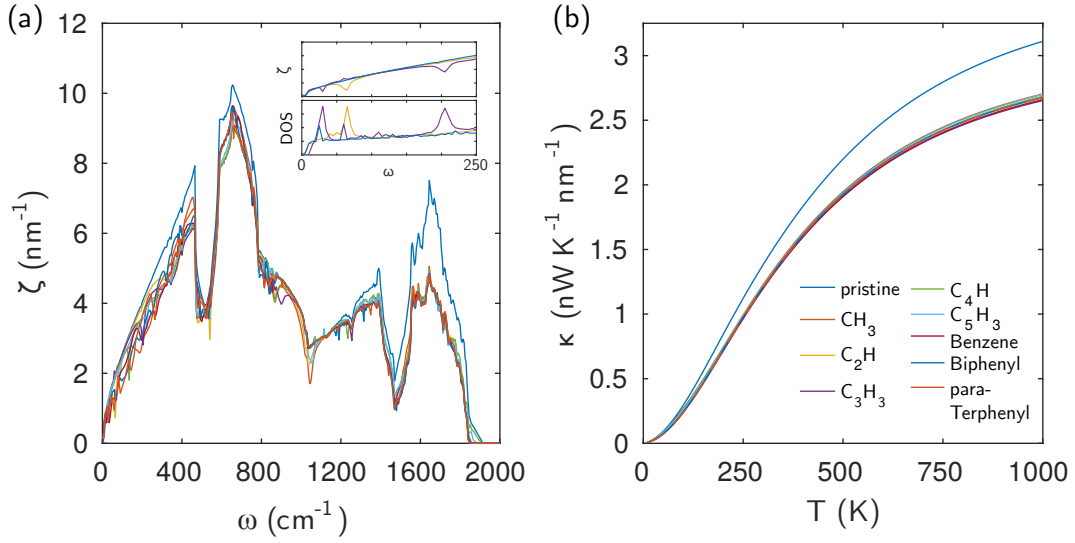 (a)
12
10
8
6
4
2
0
ζ (nm⁻¹)
0
400
800
1200
1600
2000
ω (cm⁻¹)
ζ
DOS
0
ω
250
(b)
3
2.5
2
1.5
1
0.5
0
κ (nW K⁻¹ nm⁻¹)
0
250
500
750
1000
T (K)
pristine
CH₃
C₂H
C₃H₃
C₄H
C₅H₃
Benzene
Biphenyl
para-
Terphenyl